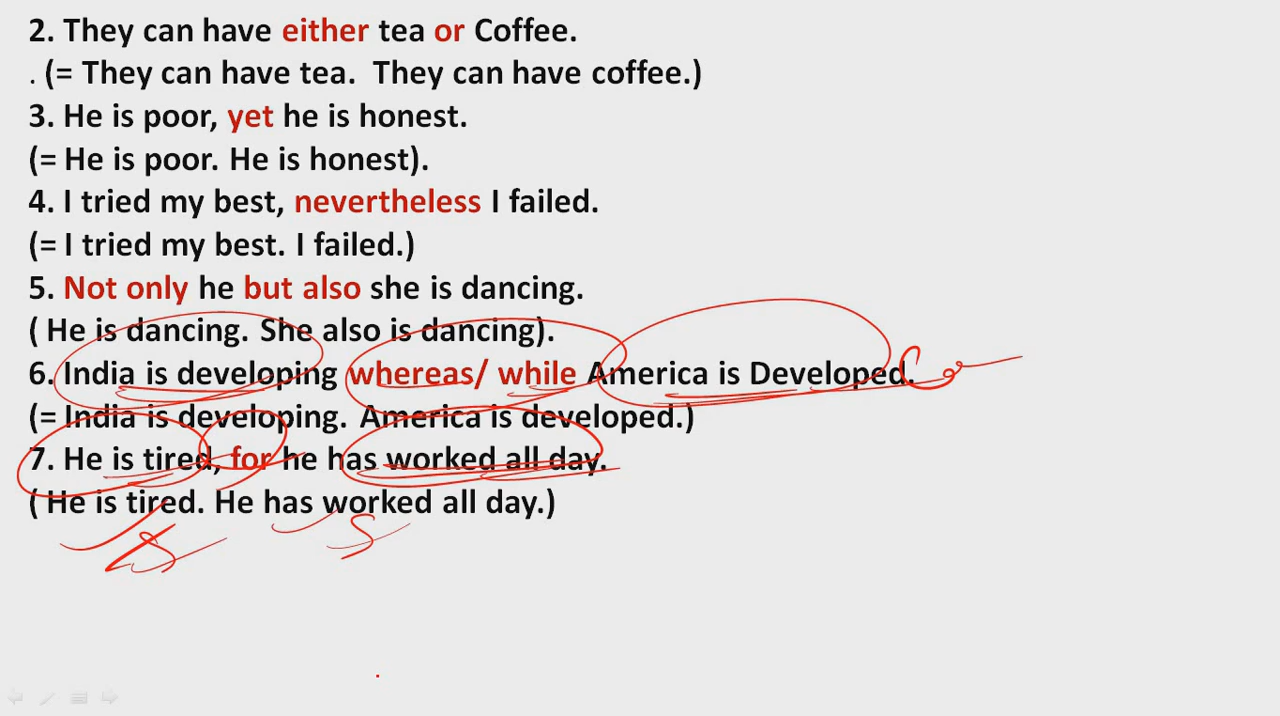 2. They can have either tea or Coffee.
. (= They can have tea. They can have coffee.)
3. He is poor, yet he is honest.
(= He is poor. He is honest).
4. I tried my best, nevertheless I failed.
(= I tried my best. I failed.)
5. Not only he but also she is dancing.
( He is dancing. She also is dancing).
6. India is developing whereas/ while America is Developed.
(= India is developing. America is developed.)
7. He is tired, for he has worked all day.
( He is tired. He has worked all day.)
S S